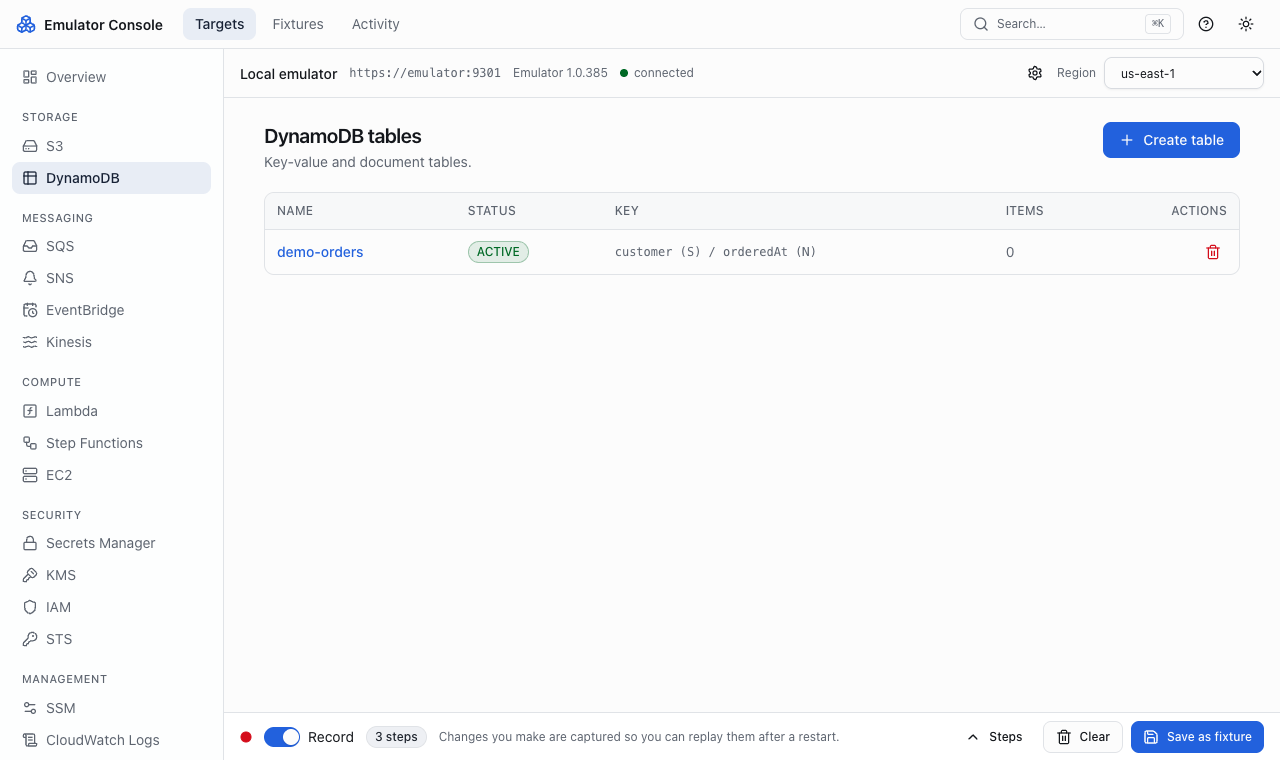 Emulator Console
Targets
Fixtures
Activity
Search...
⌘K
Overview
STORAGE
S3
DynamoDB
MESSAGING
SQS
SNS
EventBridge
Kinesis
COMPUTE
Lambda
Step Functions
EC2
SECURITY
Secrets Manager
KMS
IAM
STS
MANAGEMENT
SSM
CloudWatch Logs
Local emulator https://emulator:9301 Emulator 1.0.385 connected
Region us-east-1
DynamoDB tables
Key-value and document tables.
Create table
NAME STATUS KEY ITEMS ACTIONS
demo-orders ACTIVE customer (S) / orderedAt (N) 0
Record 3 steps Changes you make are captured so you can replay them after a restart.
Steps Clear Save as fixture